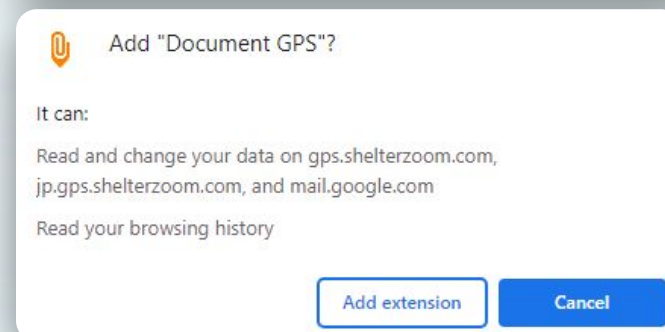 Add "Document GPS"?
It can:
Read and change your data on gps.shelterzoom.com,
jp.gps.shelterzoom.com, and mail.google.com
Read your browsing history
Add extension
Cancel